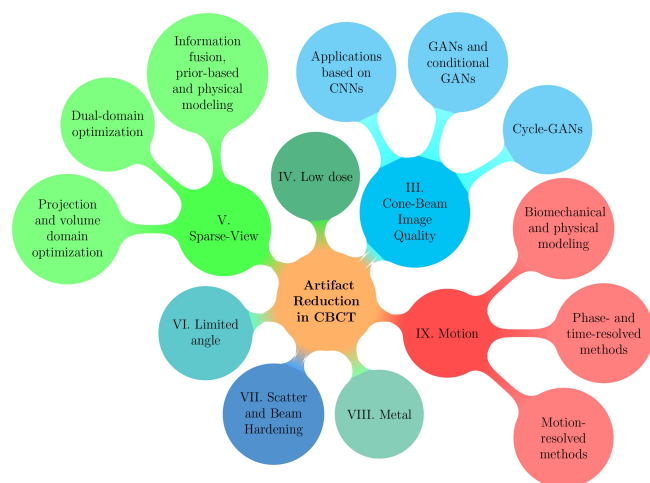 Information
fusion,
prior-based
and physical
modeling
Dual-domain
optimization
Projection
and volume
domain
optimization
V.
Sparse-View
IV. Low dose
Applications
based on
CNNs
GANs and
conditional
GANs
Cycle-GANs
III.
Cone-Beam
Image
Quality
Artifact
Reduction
in CBCT
Biomechanical
and physical
modeling
Phase- and
time-resolved
methods
Motion-
resolved
methods
IX. Motion
VI. Limited
angle
VII. Scatter
and Beam
Hardening
VIII. Metal